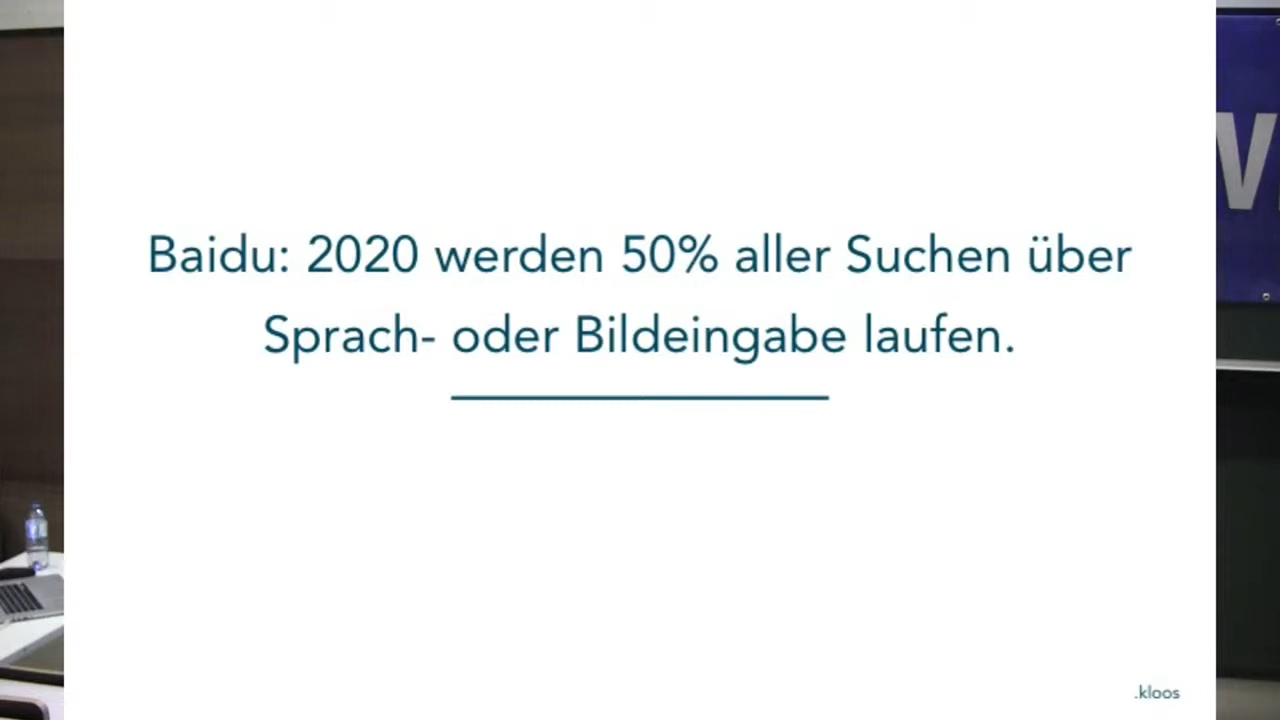 Baidu: 2020 werden 50% aller Suchen über
Sprach- oder Bildeingabe laufen.
.kloos